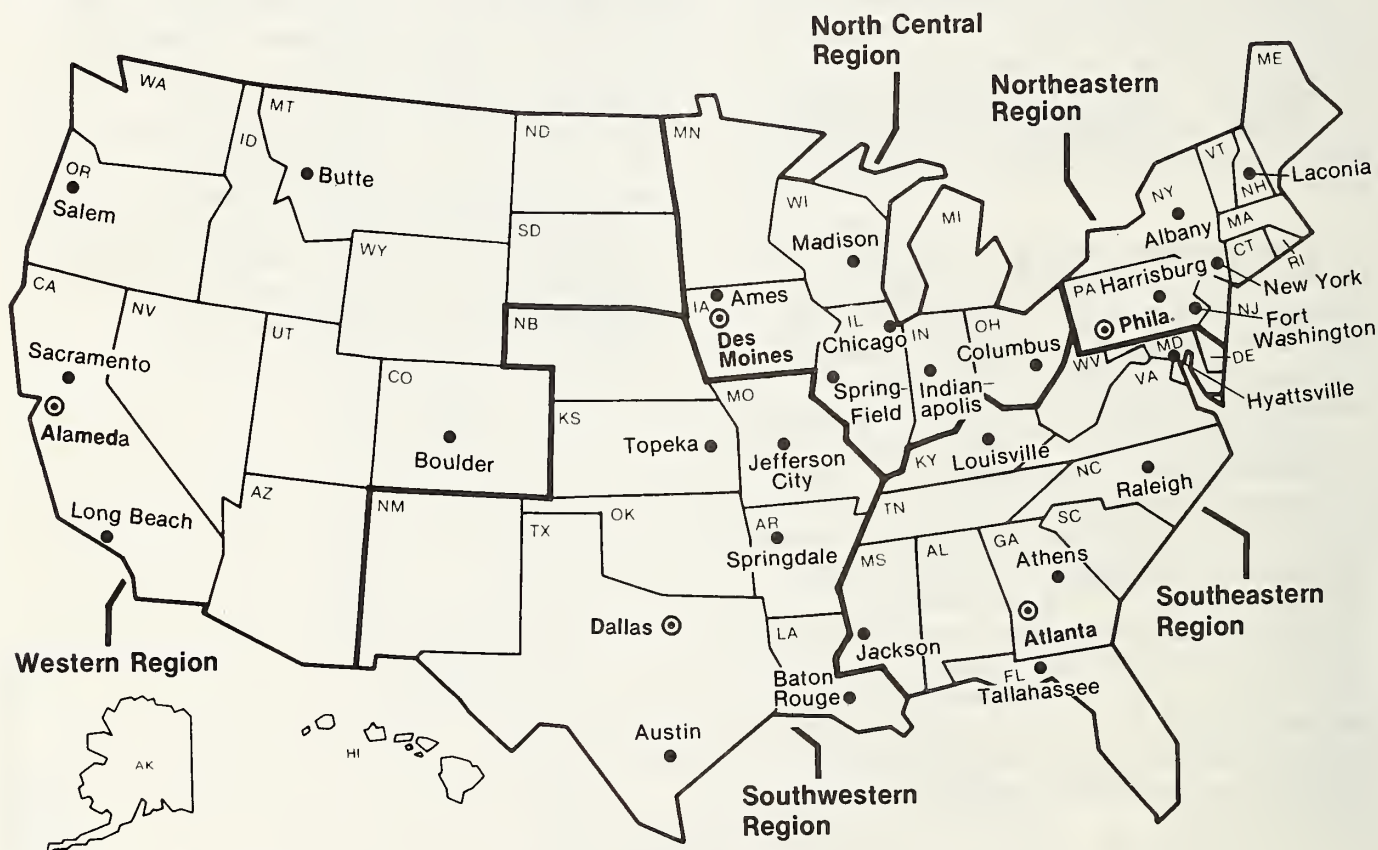 North Central
Region
Northeastern
Region
ME
WA
MT
ND
MN
ID
VT
OR
Butte
Laconia
NH
NY
Salem
WI
MI
MA
SD
Madison
Albany
WY
CT
RI
CA
PA Harrisburg
New York
NV
IA
Ames
NB
IL
IN
OH
NJ
Fort
Washington
UT
Des
Moines
Chicago
Columbus
Phila.
MD
DE
Sacramento
WV
VA
CO
MO
Spring-
Field
Indian-
apolis
Hyattsville
KS
Alameda
Topeka
Jefferson
City
KY
Louisville
Boulder
NC
Raleigh
AZ
NM
OK
TN
SC
Long Beach
TX
AR
Springdale
MS
AL
GA
Athens
Southeastern
Region
Dallas
LA
Atlanta
Jackson
Western Region
Baton
Rouge
FL
Tallahassee
Austin
HI
AK
Southwestern
Region